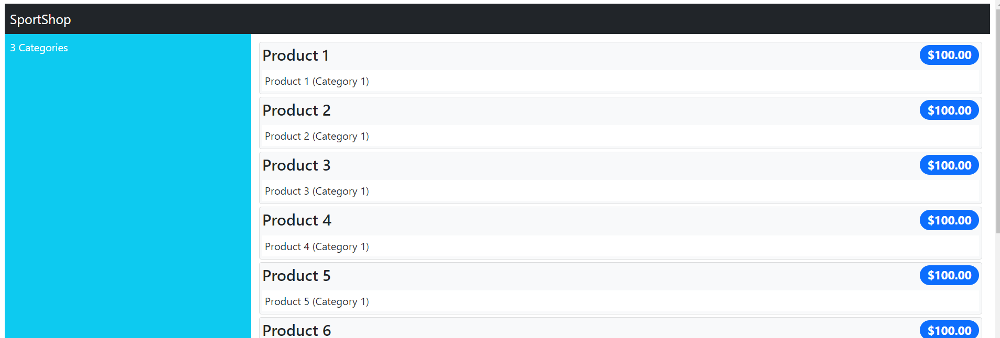 SportShop
3 Categories
Product 1
$100.00
Product 1 (Category 1)
Product 2
$100.00
Product 2 (Category 1)
Product 3
$100.00
Product 3 (Category 1)
Product 4
$100.00
Product 4 (Category 1)
Product 5
$100.00
Product 5 (Category 1)
Product 6
$100.00